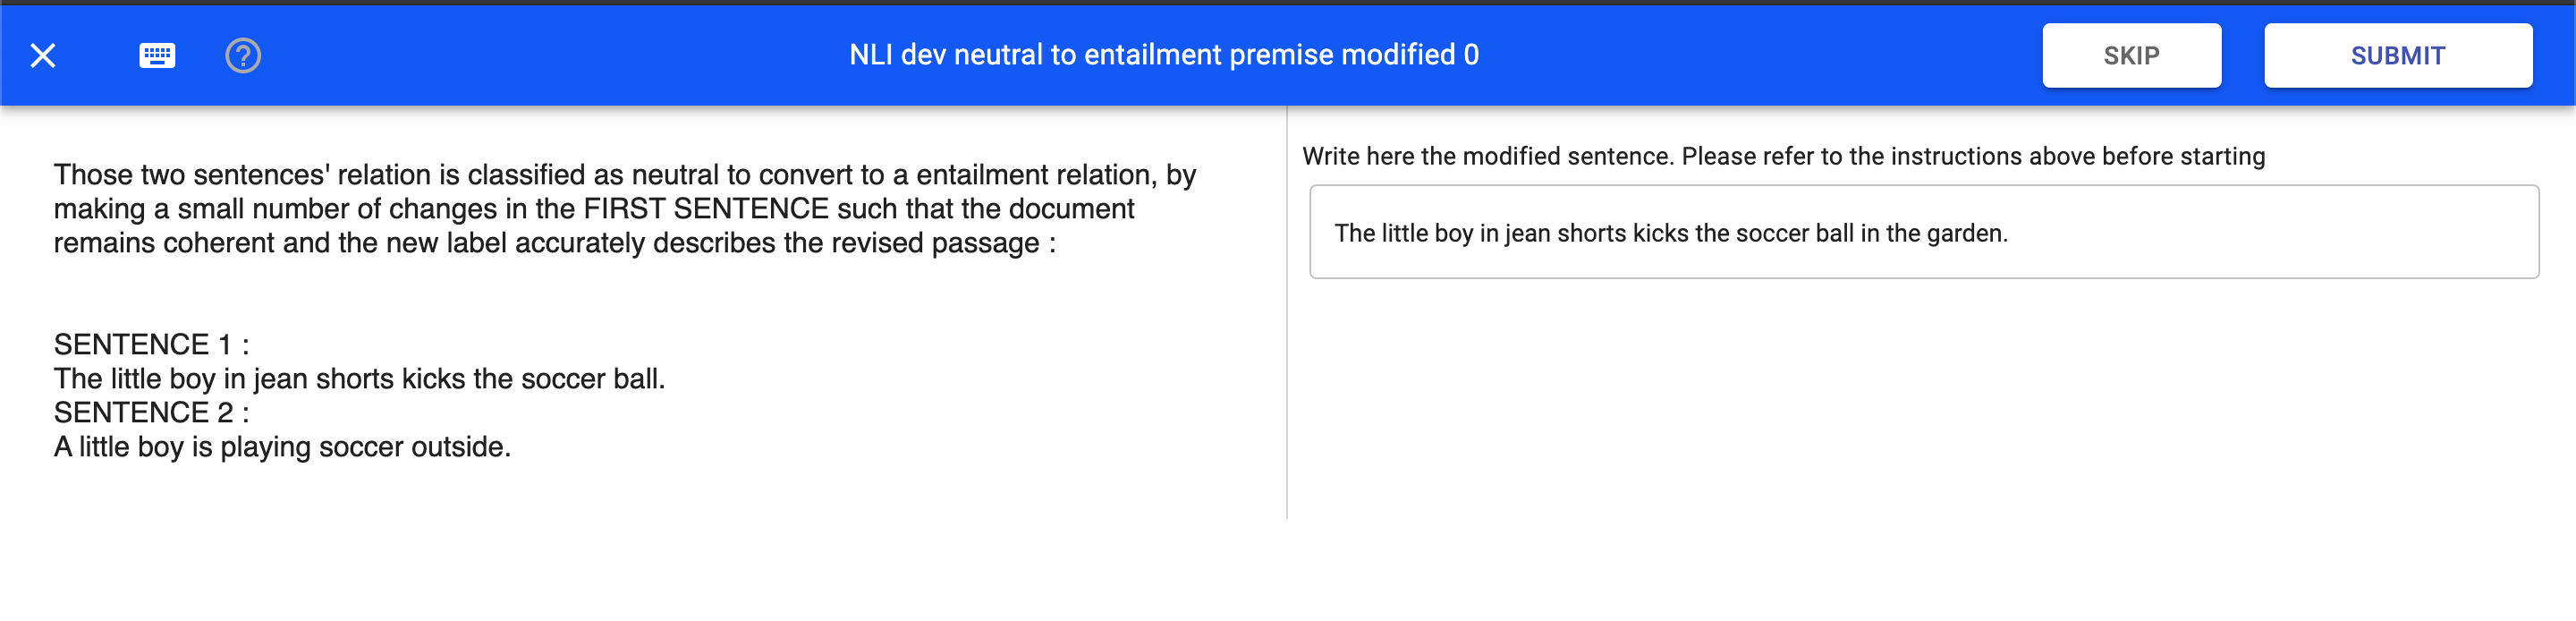 NLI dev neutral to entailment premise modified 0
SKIP
SUBMIT
Those two sentences' relation is classified as neutral to convert to a entailment relation, by
making a small number of changes in the FIRST SENTENCE such that the document
remains coherent and the new label accurately describes the revised passage :
SENTENCE 1 :
The little boy in jean shorts kicks the soccer ball.
SENTENCE 2 :
A little boy is playing soccer outside.
Write here the modified sentence. Please refer to the instructions above before starting
The little boy in jean shorts kicks the soccer ball in the garden.